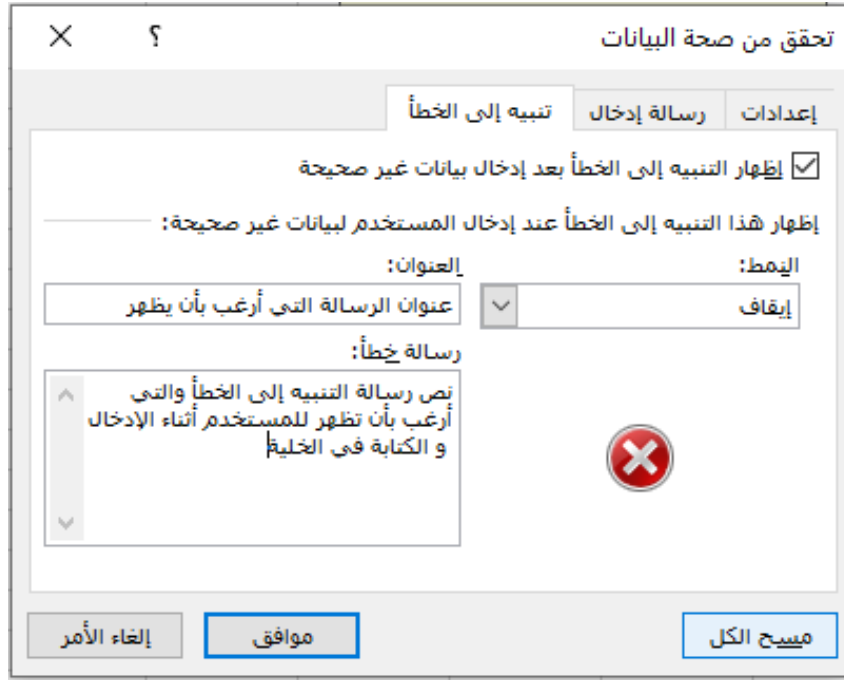 تحقق من صحة البيانات ؟
إعدادات رسالة إدخال تنبيه إلى الخطأ
إظهار التنبيه إلى الخطأ بعد إدخال بيانات غير صحيحة
إظهار هذا التنبيه إلى الخطأ عند إدخال المستخدم لبيانات غير صحيحة:
النمط: العنوان:
إيقاف عنوان الرسالة التي أرغب بأن يظهر
رسالة خطأ:
نص رسالة التنبيه إلى الخطأ والتي
أرغب بأن تظهر للمستخدم أثناء الإدخال
و الكتابة في الخلية
مسح الكل موافق إلغاء الأمر